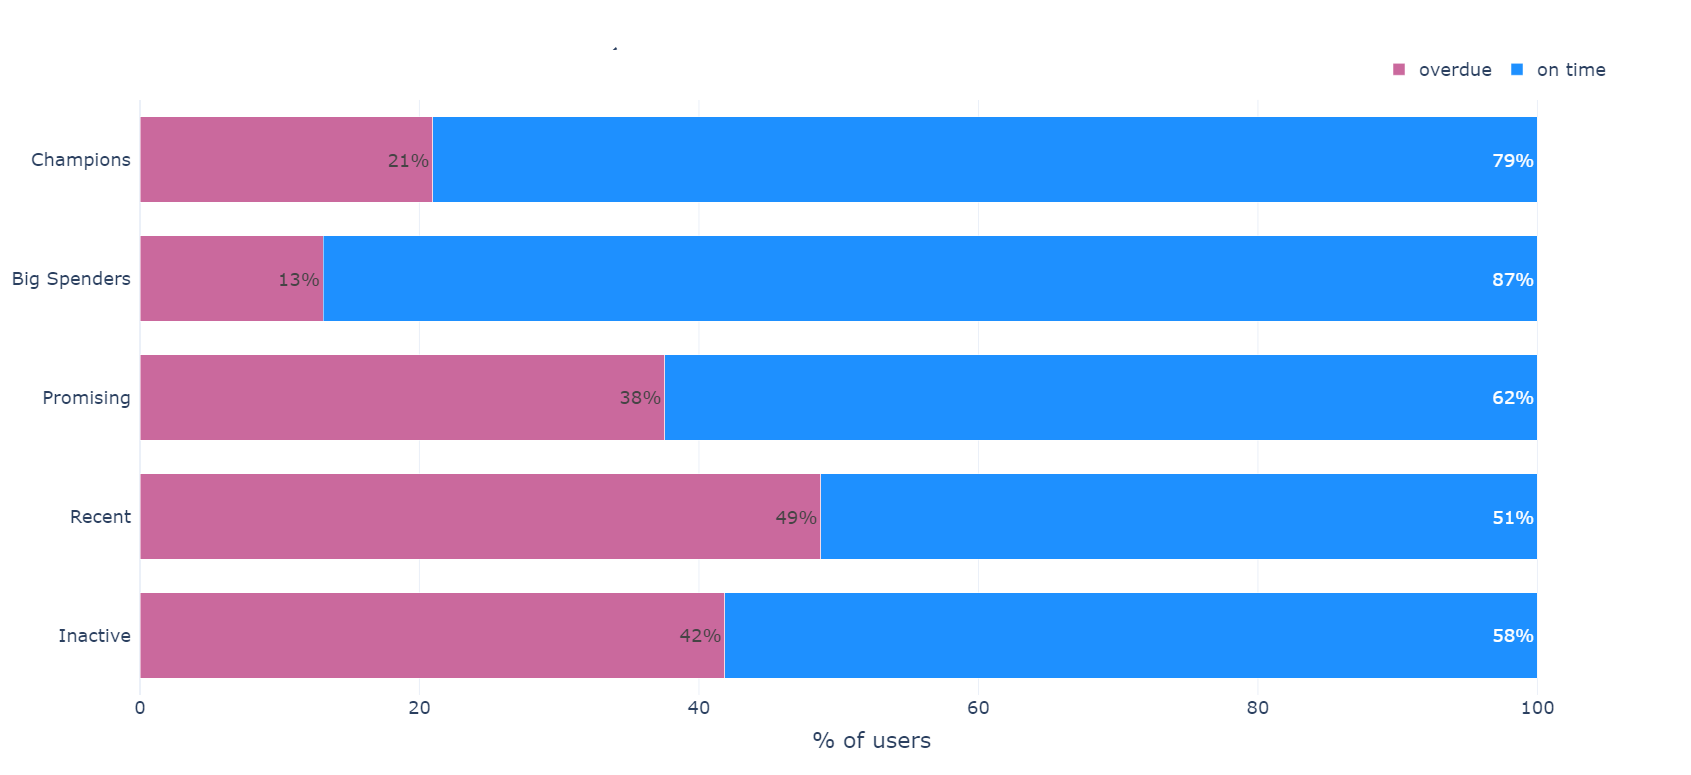 overdue on time
Champions 21% 79%
Big Spenders 13% 87%
Promising 38% 62%
Recent 49% 51%
Inactive 42% 58%
0 20 40 60 80 100
% of users